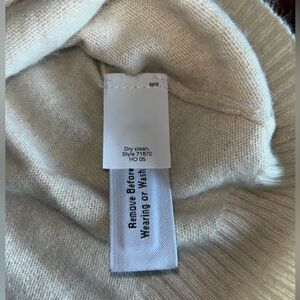 Dry clean.
Style 71872
HO 05
Remove Before
Wearing or Wash